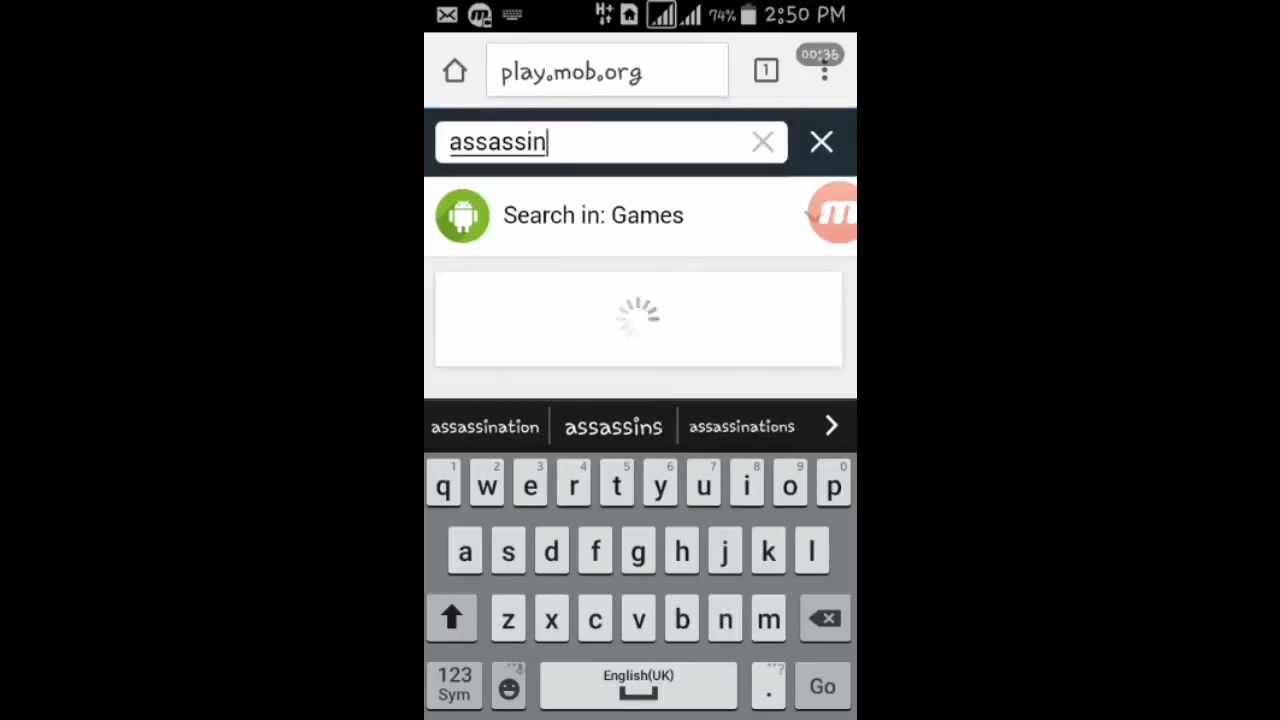 H+ 74% 2:50 PM
play.mob.org 1 00:36
assassin
Search in: Games m
assassination assassins assassinations
1 2 3 4 5 6 7 8 9 0
q w e r t y u i o p
a s d f g h j k l
z x c v b n m
123 English(UK) . ? Go
Sym